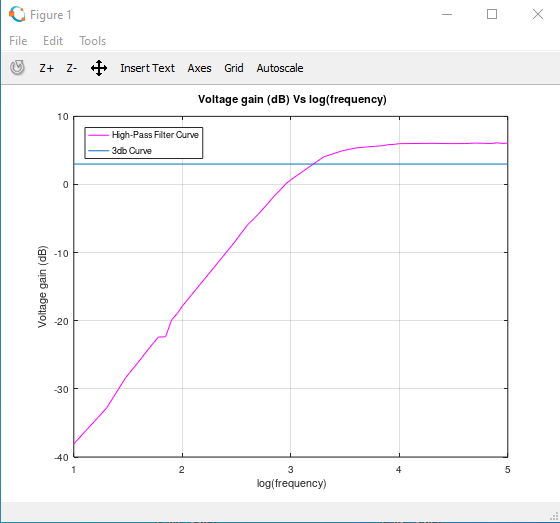 Figure 1
File Edit Tools
Z+ Z- Insert Text Axes Grid Autoscale
Voltage gain (dB) Vs log(frequency)
High-Pass Filter Curve
3db Curve
10
0
-10
-20
-30
-40
Voltage gain (dB)
1 2 3 4 5
log(frequency)